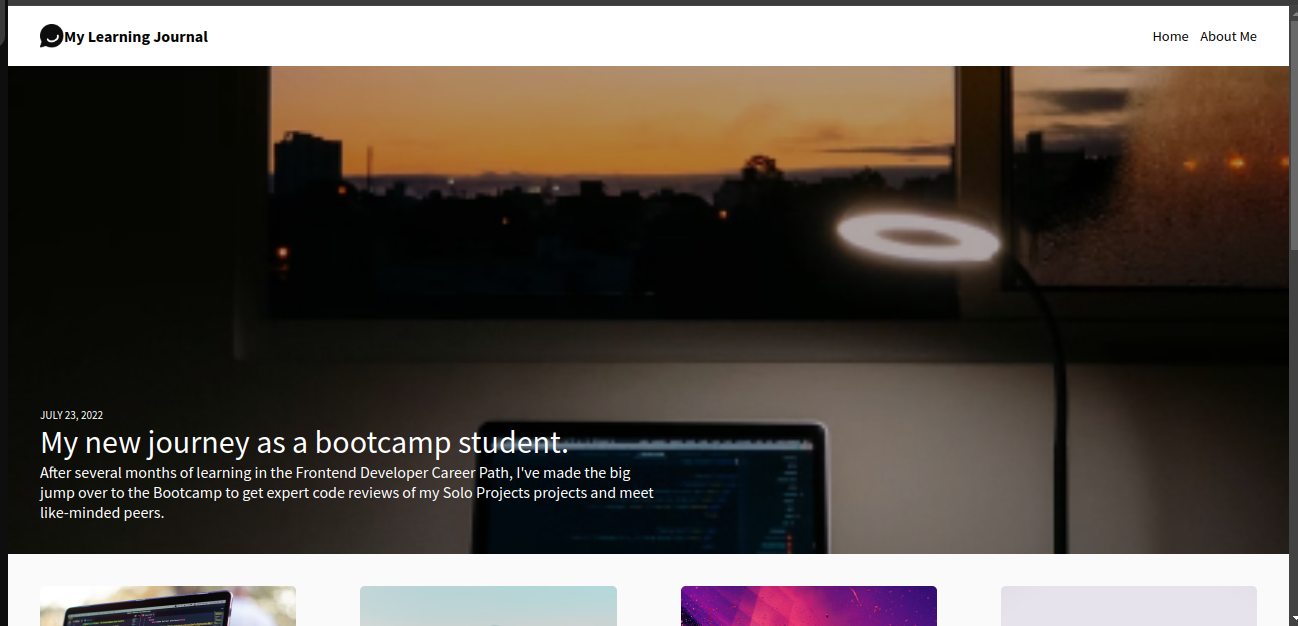 My Learning Journal
Home About Me
JULY 23, 2022
My new journey as a bootcamp student.
After several months of learning in the Frontend Developer Career Path, I've made the big
jump over to the Bootcamp to get expert code reviews of my Solo Projects projects and meet
like-minded peers.